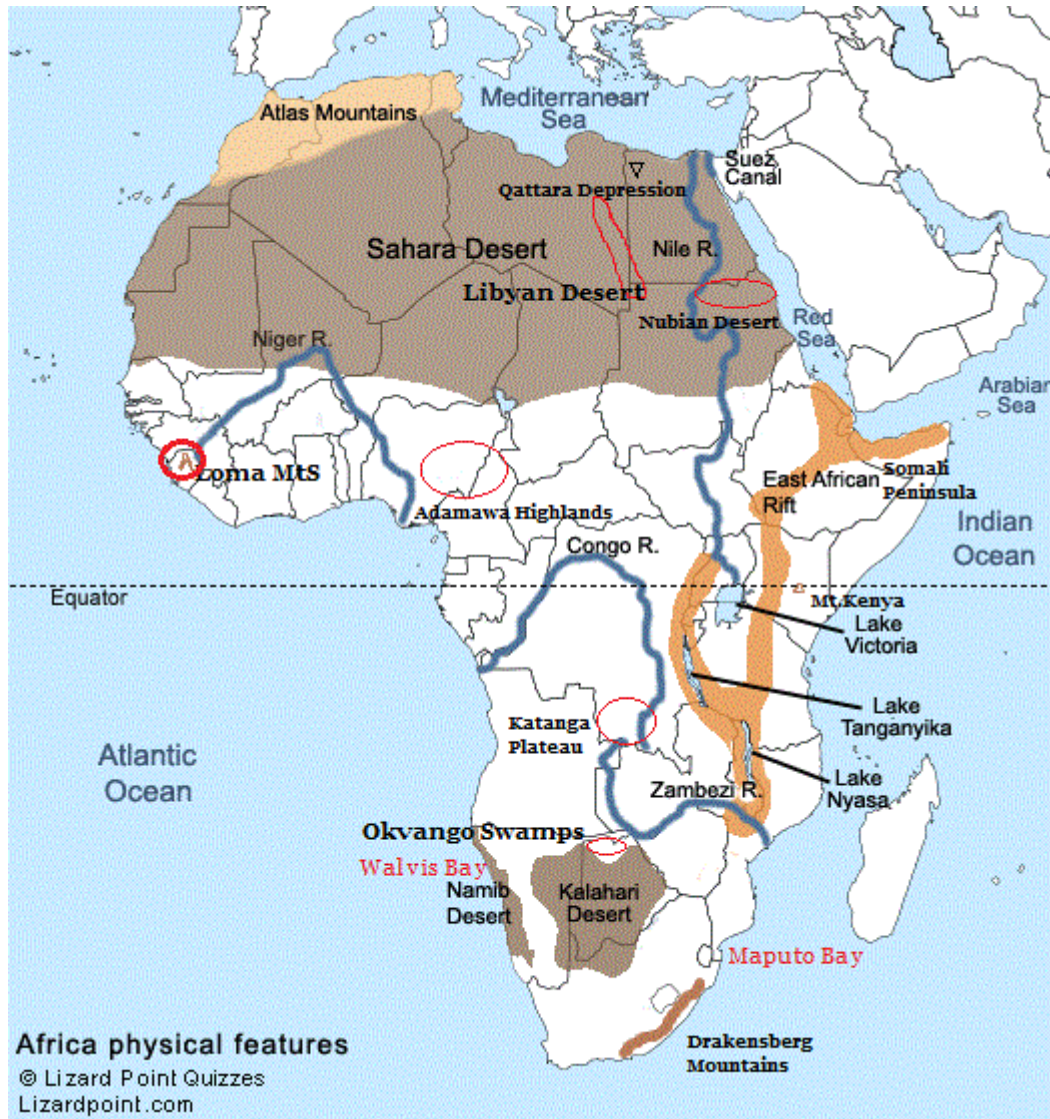 Mediterranean
Sea
Atlas Mountains
Suez
Canal
Qattara Depression
Sahara Desert
Nile R.
Libyan Desert
Nubian Desert
Red
Sea
Niger R.
Arabian
Sea
Loma MtS
Somali
Peninsula
East African
Rift
Adamawa Highlands
Indian
Ocean
Congo R.
Equator
Mt.Kenya
Lake
Victoria
Lake
Tanganyika
Katanga
Plateau
Atlantic
Ocean
Lake
Nyasa
Zambezi R.
Okvango Swamps
Walvis Bay
Namib
Desert
Kalahari
Desert
Maputo Bay
Drakensberg
Mountains
Africa physical features
© Lizard Point Quizzes
Lizardpoint.com